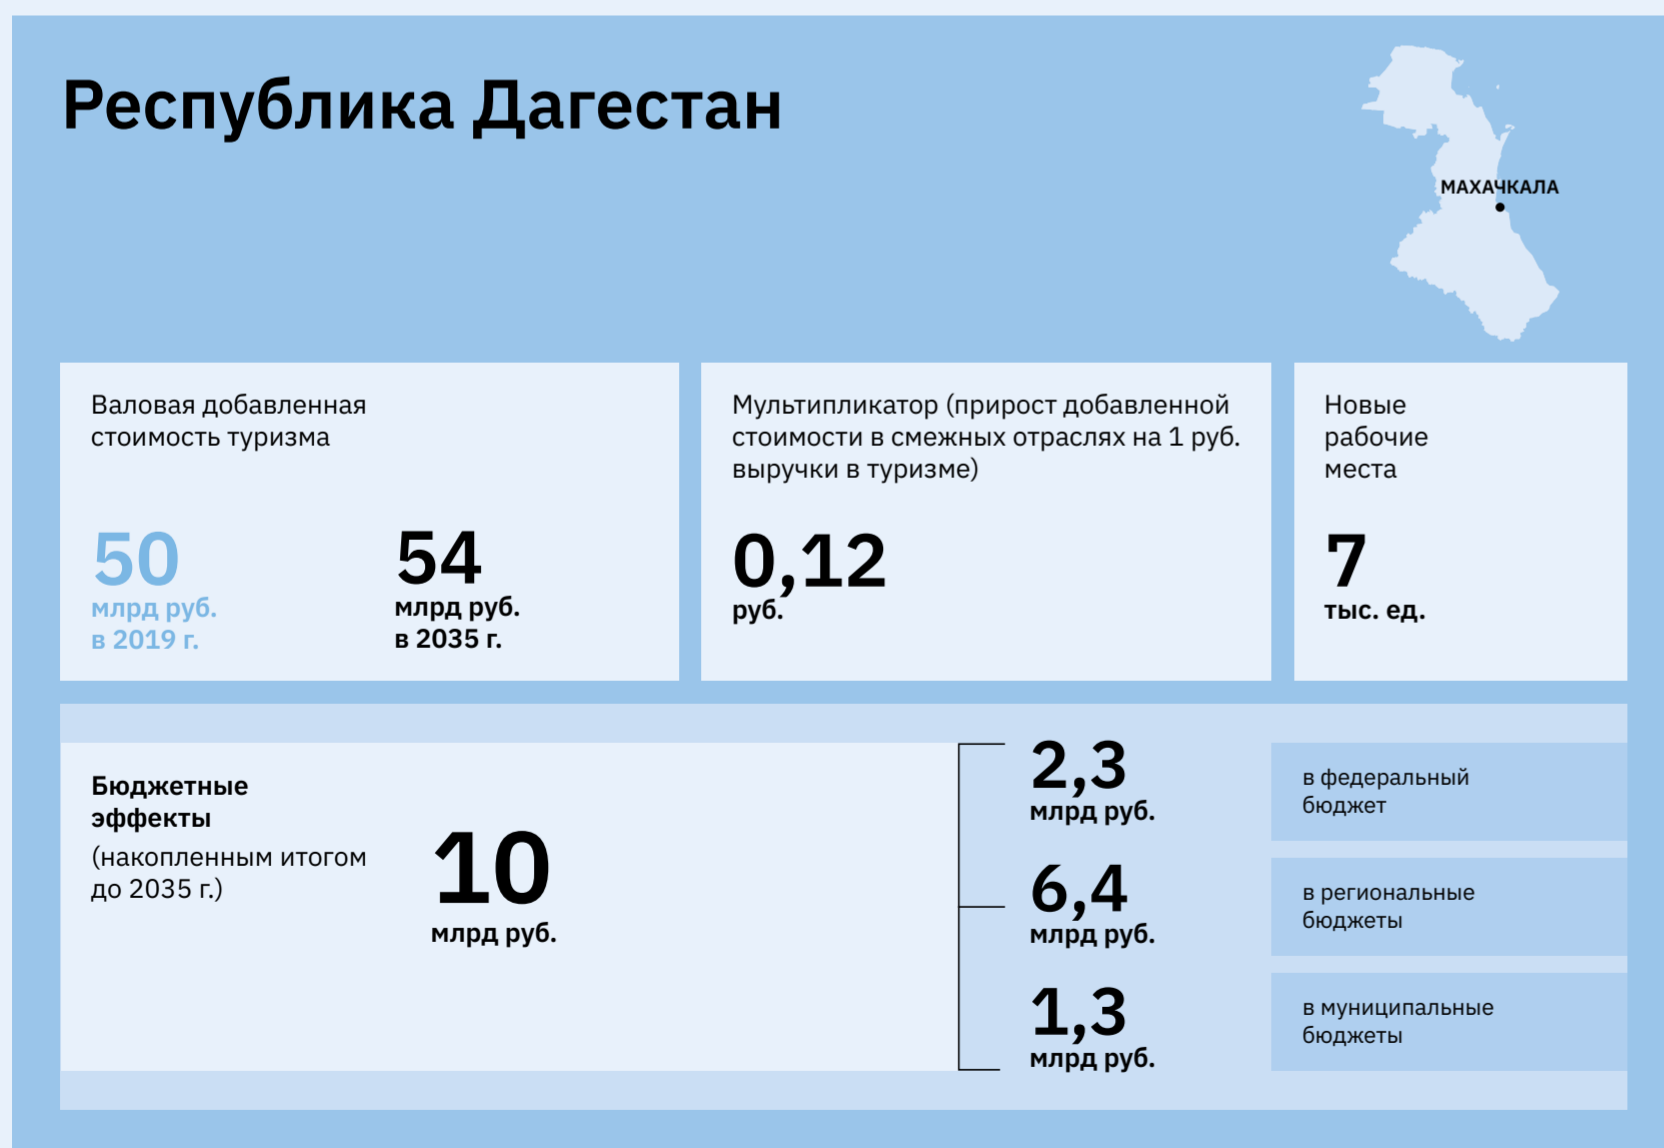 Республика Дагестан
МАХАЧКАЛА
Валовая добавленная
стоимость туризма
50
млрд руб.
в 2019 г.
54
млрд руб.
в 2035 г.
Мультипликатор (прирост добавленной
стоимости в смежных отраслях на 1 руб.
выручки в туризме)
0,12
руб.
Новые
рабочие
места
7
тыс. ед.
Бюджетные
эффекты
(накопленным итогом
до 2035 г.)
10
млрд руб.
2,3
млрд руб.
в федеральный
бюджет
6,4
млрд руб.
в региональные
бюджеты
1,3
млрд руб.
в муниципальные
бюджеты